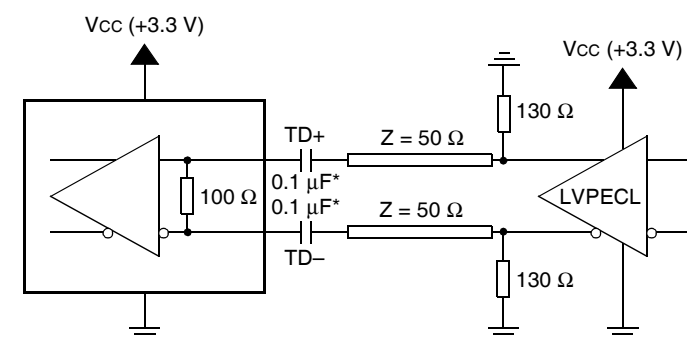 VCC (+3.3 V)
VCC (+3.3 V)
130 Ω
TD+
Z = 50 Ω
0.1 μF*
100 Ω
0.1 μF*
LVPECL
Z = 50 Ω
TD–
130 Ω